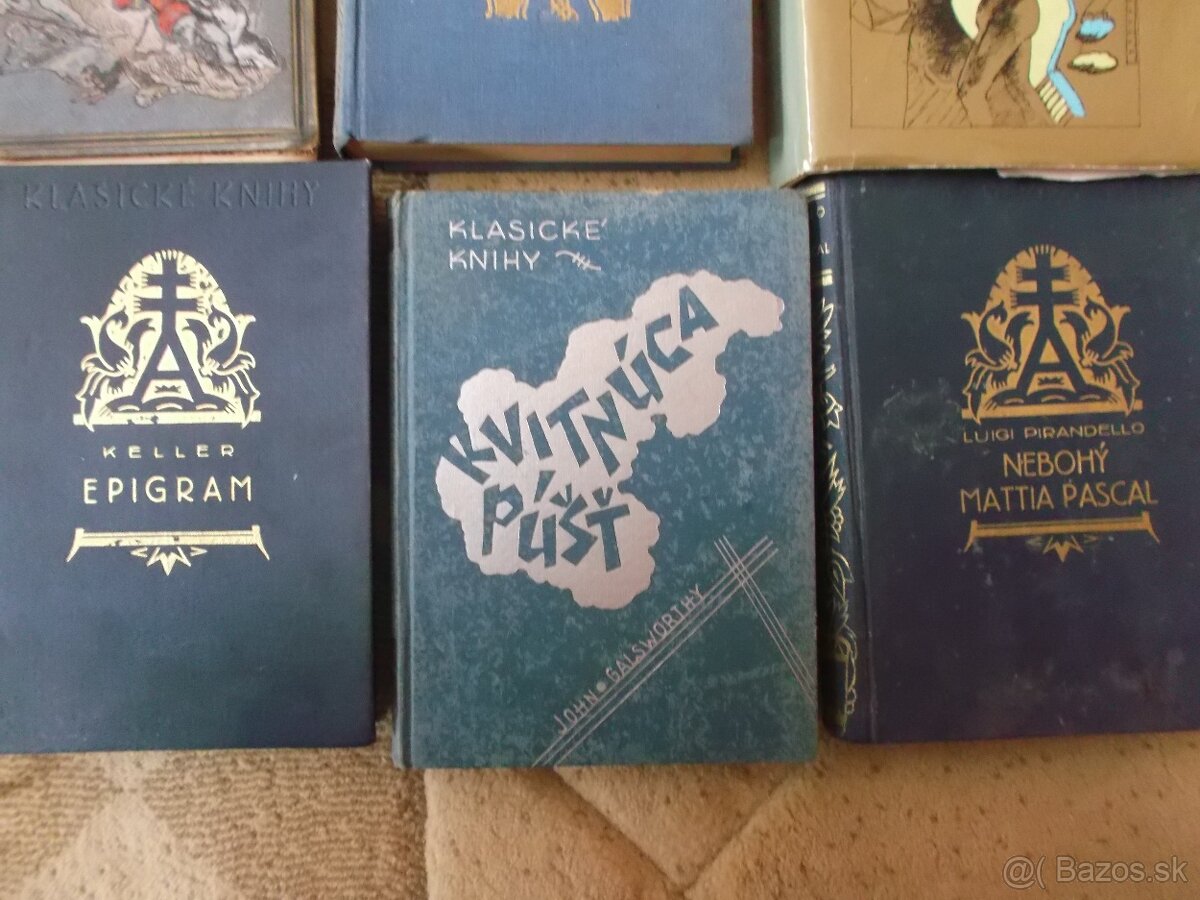 KLASICKÉ KNIHY
A
KELLER
EPIGRAM
KLASICKÉ
KNIHY
KVITNÚCA
PÚŠŤ
JOHN GALSWORTHY
A
LUIGI PIRANDELLO
NEBOHÝ
MATTIA PASCAL
@( Bazos.sk